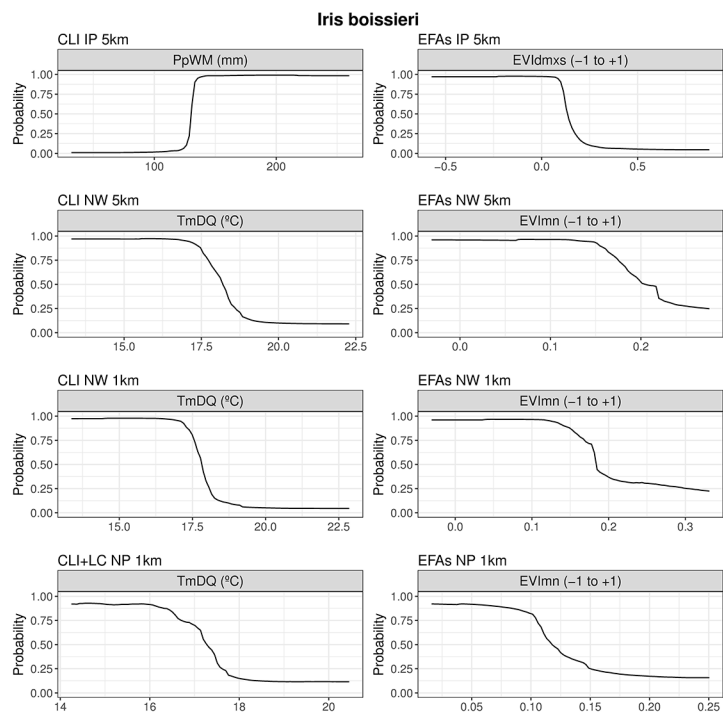 Iris boissieri
CLI IP 5km
PpWM (mm)
Probability
1.00
0.75
0.50
0.25
0.00
100
200
EFAs IP 5km
EVIdmxs (−1 to +1)
Probability
1.00
0.75
0.50
0.25
0.00
−0.5
0.0
0.5
CLI NW 5km
TmDQ (ºC)
Probability
1.00
0.75
0.50
0.25
0.00
15.0
17.5
20.0
22.5
EFAs NW 5km
EVImn (−1 to +1)
Probability
1.00
0.75
0.50
0.25
0.00
0.0
0.1
0.2
CLI NW 1km
TmDQ (ºC)
Probability
1.00
0.75
0.50
0.25
0.00
15.0
17.5
20.0
22.5
EFAs NW 1km
EVImn (−1 to +1)
Probability
1.00
0.75
0.50
0.25
0.00
0.0
0.1
0.2
0.3
CLI+LC NP 1km
TmDQ (ºC)
Probability
1.00
0.75
0.50
0.25
0.00
14
16
18
20
EFAs NP 1km
EVImn (−1 to +1)
Probability
1.00
0.75
0.50
0.25
0.00
0.05
0.10
0.15
0.20
0.25